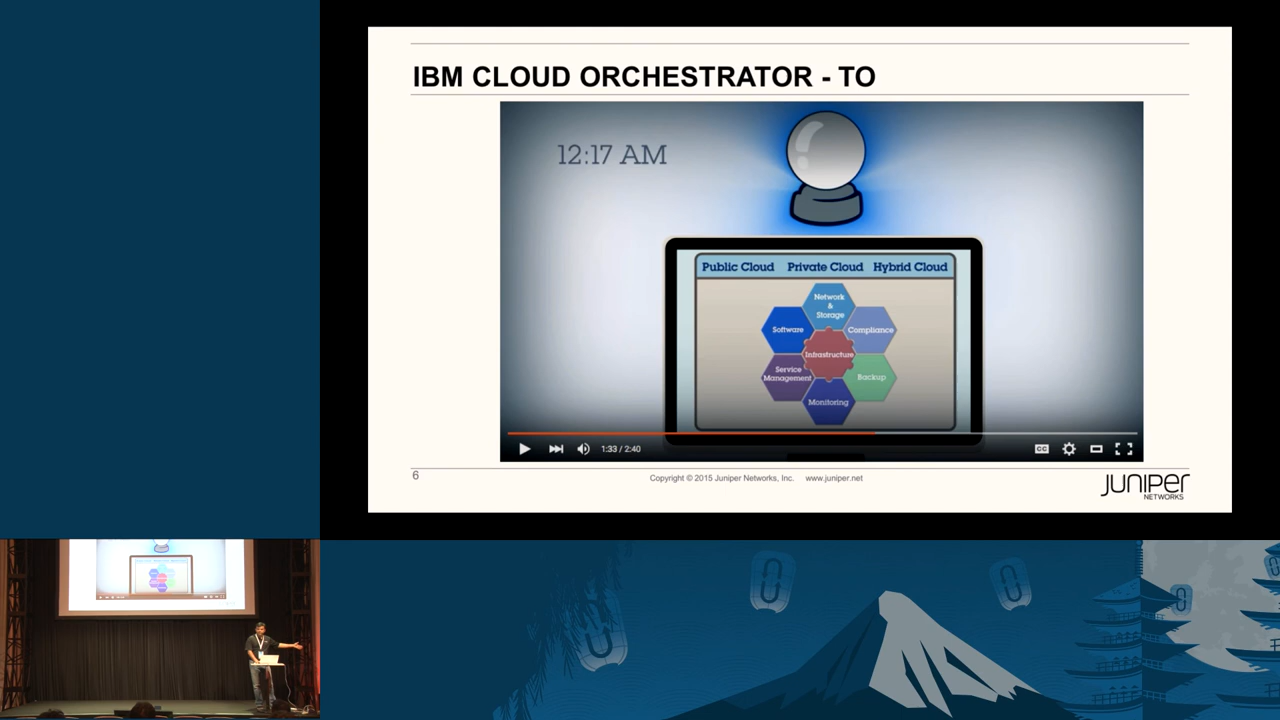 IBM CLOUD ORCHESTRATOR - TO
12:17 AM
Public Cloud Private Cloud Hybrid Cloud
Network
&
Storage
Software
Compliance
Infrastructure
Service
Management
Backup
Monitoring
1:33 / 2:40
CC
6
Copyright © 2015 Juniper Networks, Inc. www.juniper.net
JUNIPER
NETWORKS